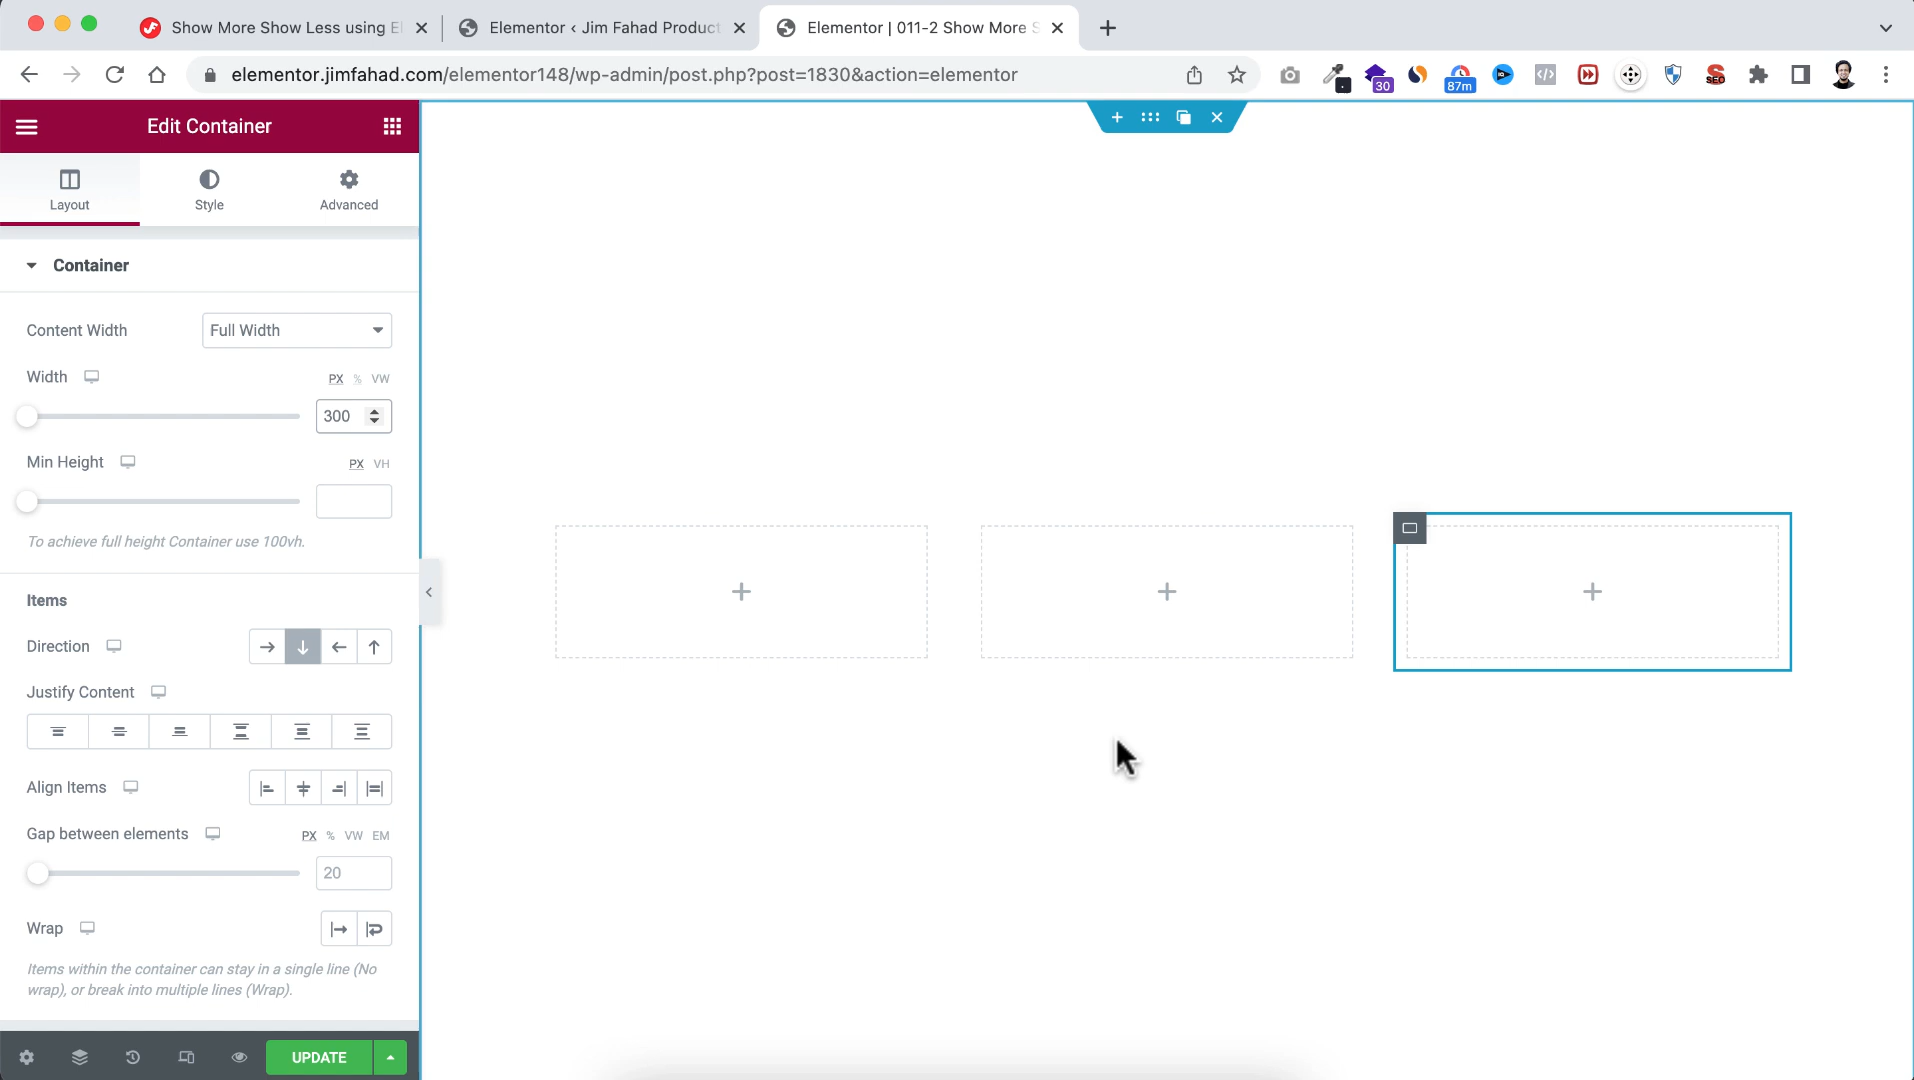 Show More Show Less using El
Elementor ‹ Jim Fahad Product
Elementor | 011-2 Show More S
elementor.jimfahad.com/elementor148/wp-admin/post.php?post=1830&action=elementor
30
87m
SEO
Edit Container
Layout
Style
Advanced
Container
Content Width
Full Width
Width
PX % VW
300
Min Height
PX VH
To achieve full height Container use 100vh.
Items
Direction
Justify Content
Align Items
Gap between elements
PX % VW EM
20
Wrap
Items within the container can stay in a single line (No
wrap), or break into multiple lines (Wrap).
UPDATE